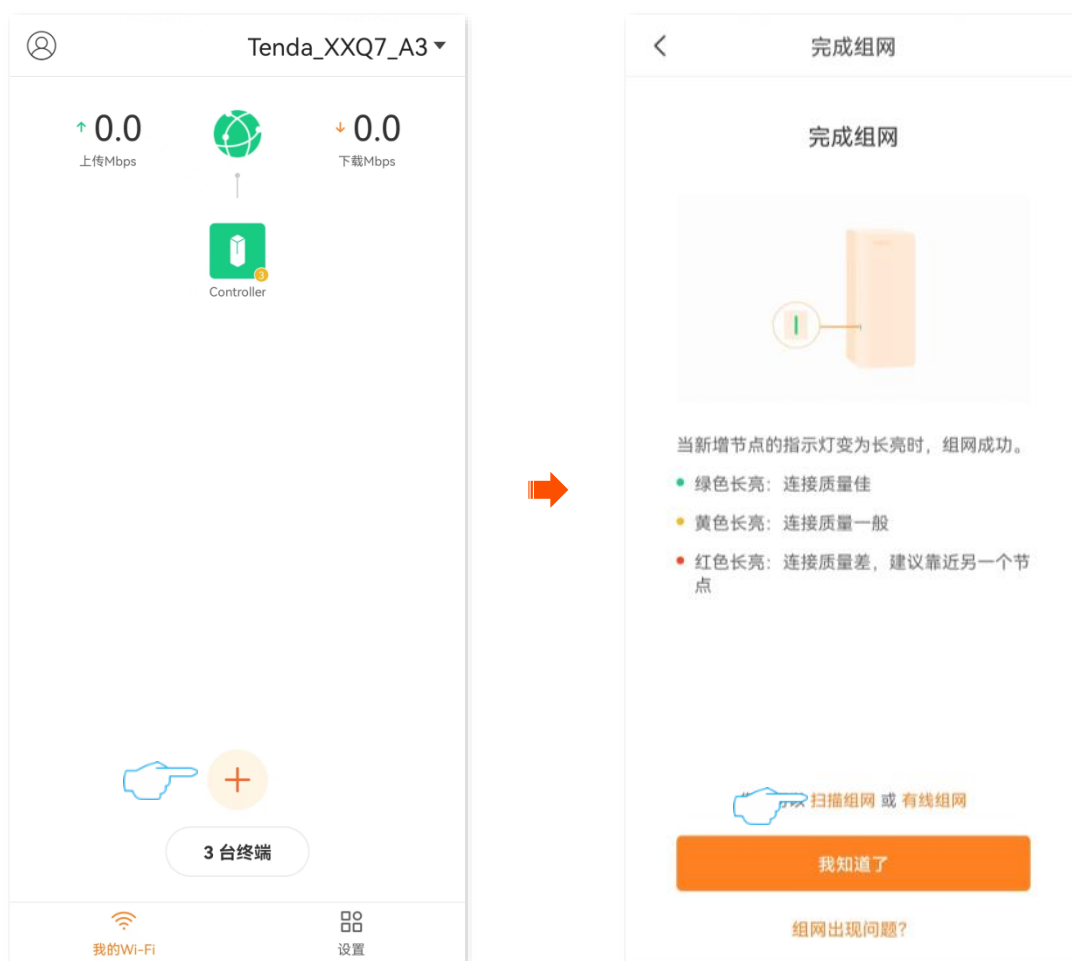 Tenda_XXQ7_A3
↑ 0.0
上传Mbps
↓ 0.0
下载Mbps
3
Controller
3 台终端
我的Wi-Fi
设置
完成组网
完成组网
当新增节点的指示灯变为长亮时，组网成功。
绿色长亮：连接质量佳
黄色长亮：连接质量一般
红色长亮：连接质量差，建议靠近另一个节
点
扫描组网 或 有线组网
我知道了
组网出现问题？